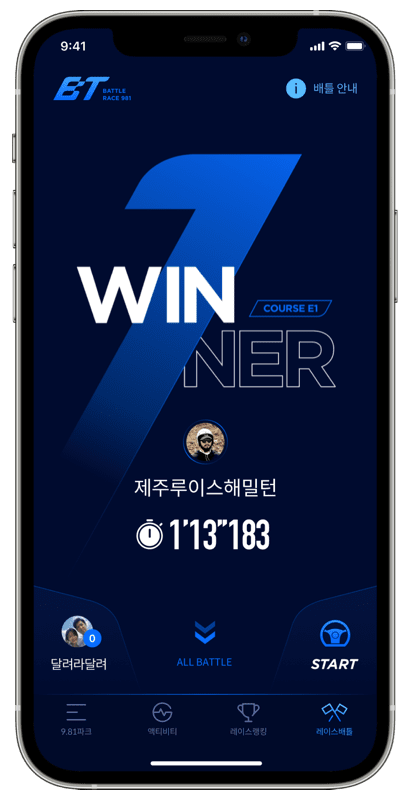 9:41
BT
BATTLE
RACE 981
i 배틀 안내
1
WIN
COURSE E1
NER
제주루이스해밀턴
1'13"183
0
달려라달려
ALL BATTLE
START
9.81파크
액티비티
레이스랭킹
레이스배틀